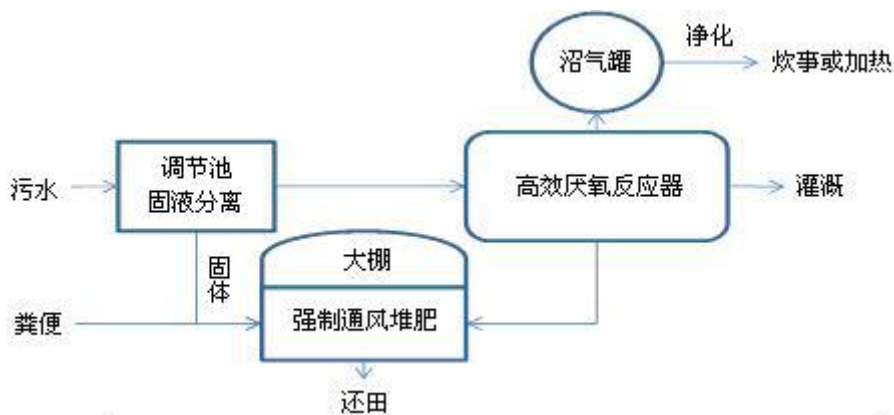 净化
沼气罐
炊事或加热
调节池
固液分离
污水
高效厌氧反应器
灌溉
固体
大棚
粪便
强制通风堆肥
还田